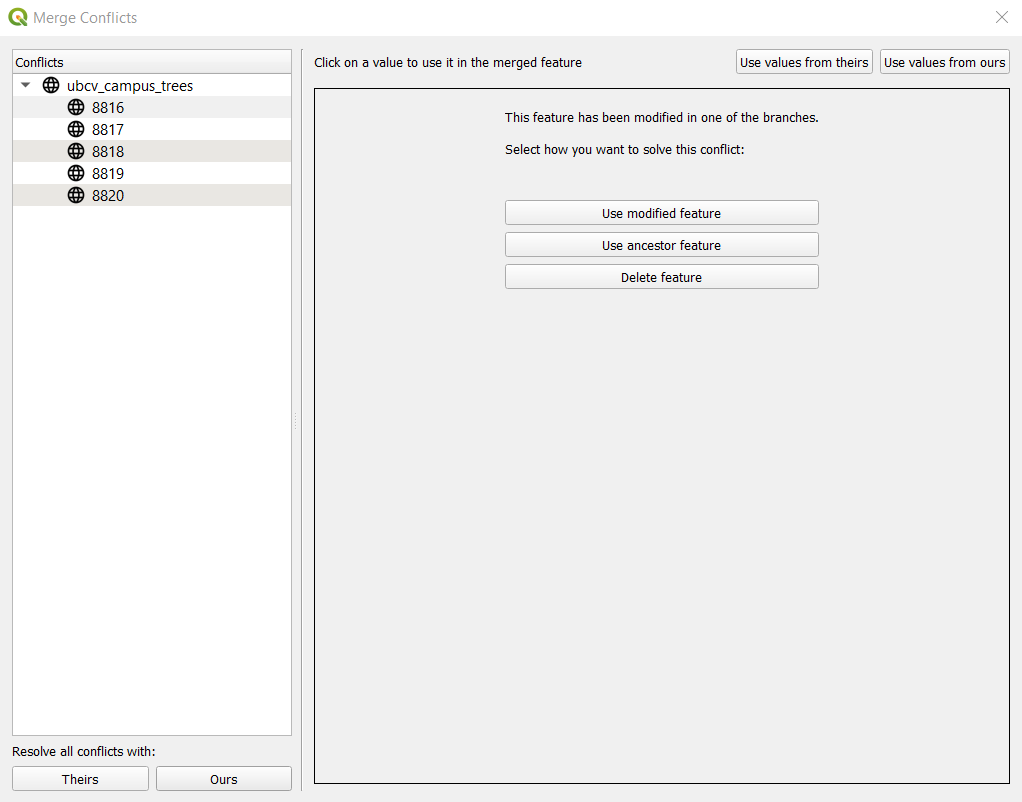 Merge Conflicts
Conflicts
ubcv_campus_trees
8816
8817
8818
8819
8820
Resolve all conflicts with:
Theirs
Ours
Click on a value to use it in the merged feature
Use values from theirs
Use values from ours
This feature has been modified in one of the branches.
Select how you want to solve this conflict:
Use modified feature
Use ancestor feature
Delete feature